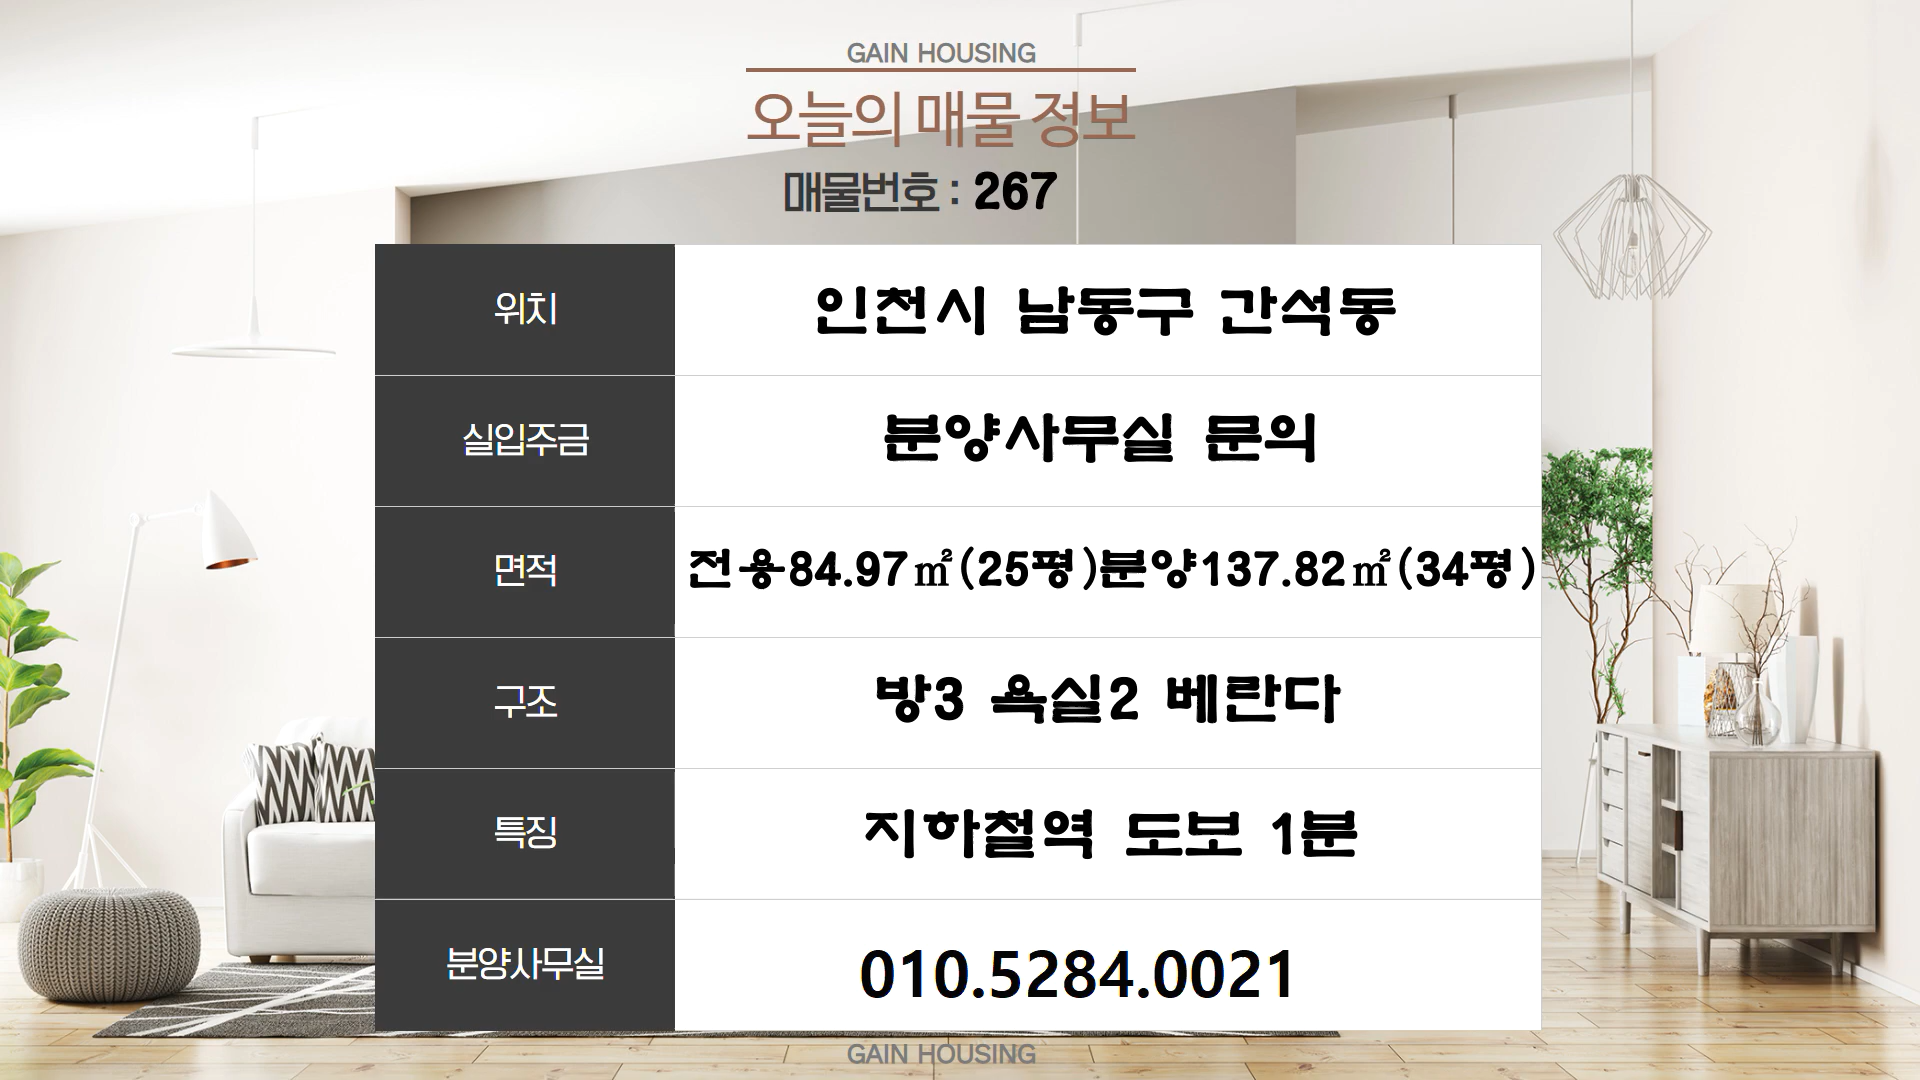 GAIN HOUSING
오늘의 매물 정보
매물번호 : 267
위치 인천시 남동구 간석동
실입주금 분양사무실 문의
면적 전용84.97㎡(25평)분양137.82㎡(34평)
구조 방3 욕실2 베란다
특징 지하철역 도보 1분
분양사무실 010.5284.0021
GAIN HOUSING